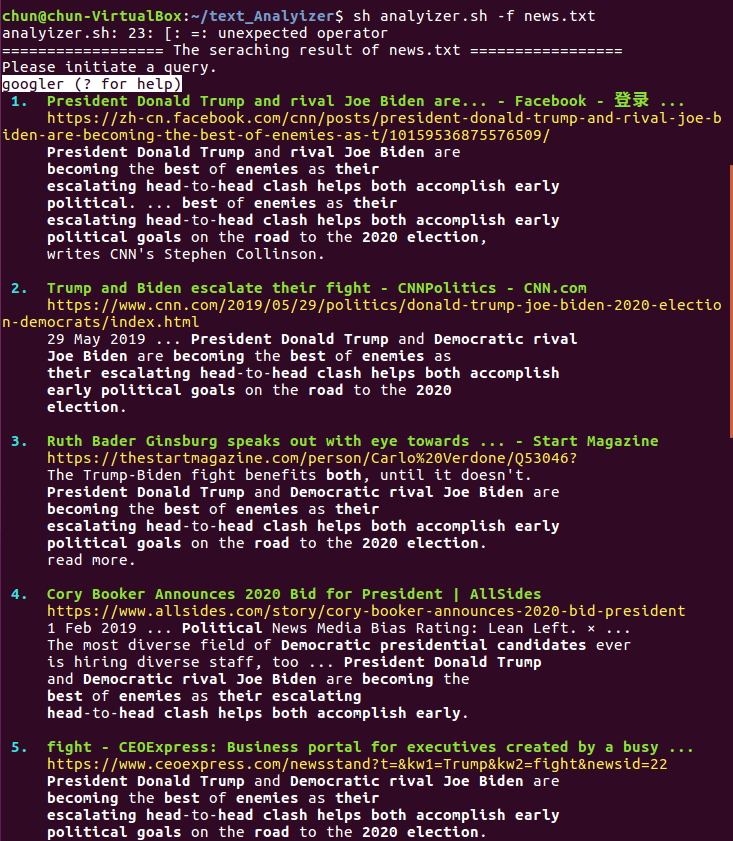 chun@chun-VirtualBox:~/text_Analyizer$ sh analyizer.sh -f news.txt
analyizer.sh: 23: [: =: unexpected operator
================== The seraching result of news.txt =================
Please initiate a query.
googler (? for help)
1. President Donald Trump and rival Joe Biden are... - Facebook - 登录 ...
https://zh-cn.facebook.com/cnn/posts/president-donald-trump-and-rival-joe-b
iden-are-becoming-the-best-of-enemies-as-t/10159536875576509/
President Donald Trump and rival Joe Biden are
becoming the best of enemies as their
escalating head-to-head clash helps both accomplish early
political. ... best of enemies as their
escalating head-to-head clash helps both accomplish early
political goals on the road to the 2020 election,
writes CNN's Stephen Collinson.
2. Trump and Biden escalate their fight - CNNPolitics - CNN.com
https://www.cnn.com/2019/05/29/politics/donald-trump-joe-biden-2020-electio
n-democrats/index.html
29 May 2019 ... President Donald Trump and Democratic rival
Joe Biden are becoming the best of enemies as
their escalating head-to-head clash helps both accomplish
early political goals on the road to the 2020
election.
3. Ruth Bader Ginsburg speaks out with eye towards ... - Start Magazine
https://thestartmagazine.com/person/Carlo%20Verdone/Q53046?
The Trump-Biden fight benefits both, until it doesn't.
President Donald Trump and Democratic rival Joe Biden are
becoming the best of enemies as their
escalating head-to-head clash helps both accomplish early
political goals on the road to the 2020 election.
read more.
4. Cory Booker Announces 2020 Bid for President | AllSides
https://www.allsides.com/story/cory-booker-announces-2020-bid-president
1 Feb 2019 ... Political News Media Bias Rating: Lean Left. × ...
The most diverse field of Democratic presidential candidates ever
is hiring diverse staff, too ... President Donald Trump
and Democratic rival Joe Biden are becoming the
best of enemies as their escalating
head-to-head clash helps both accomplish early.
5. fight - CEOExpress: Business portal for executives created by a busy ...
https://www.ceoexpress.com/newsstand?t=&kw1=Trump&kw2=fight&newsid=22
President Donald Trump and Democratic rival Joe Biden are
becoming the best of enemies as their
escalating head-to-head clash helps both accomplish early
political goals on the road to the 2020 election.